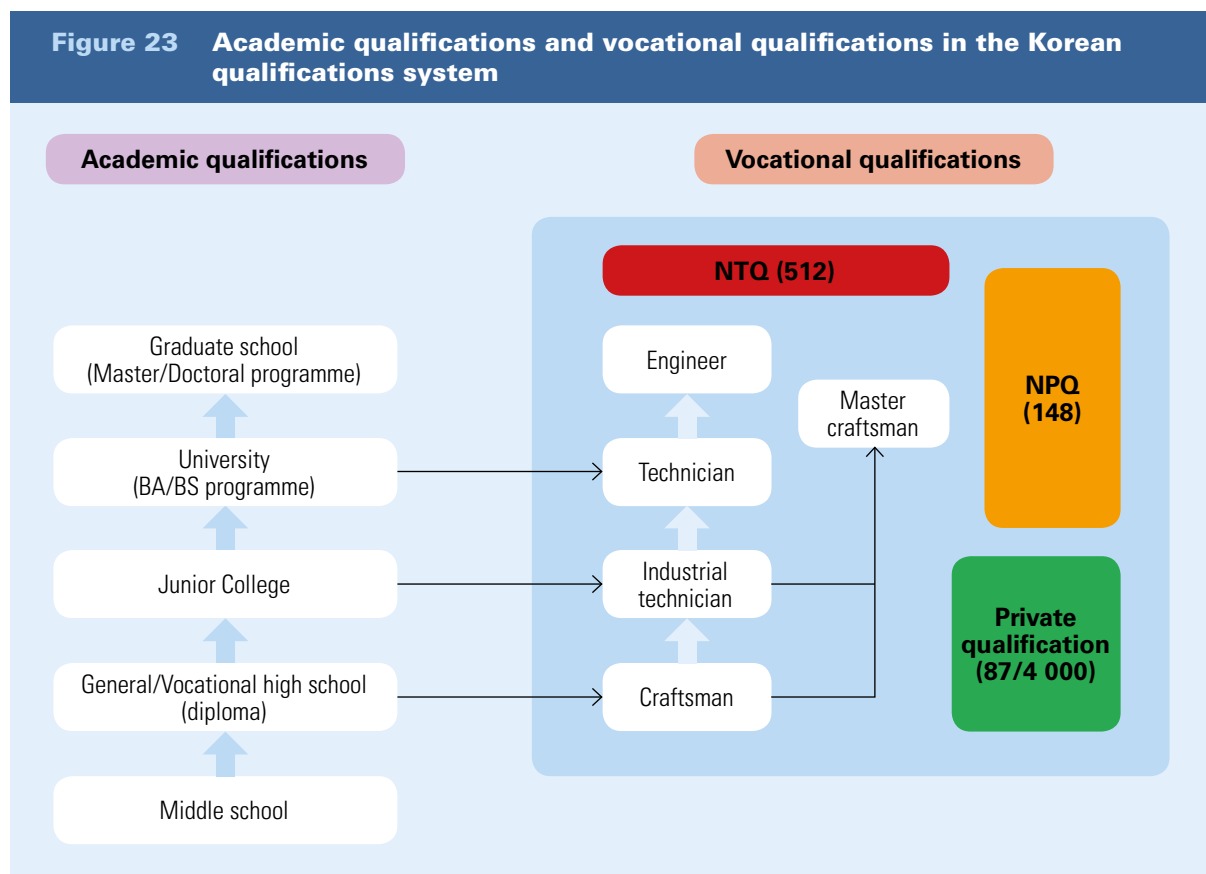 Figure 23 Academic qualifications and vocational qualifications in the Korean
qualifications system
Academic qualifications
Vocational qualifications
NTQ (512)
Graduate school
(Master/Doctoral programme)
University
(BA/BS programme)
Junior College
General/Vocational high school
(diploma)
Middle school
Engineer
Technician
Industrial
technician
Craftsman
Master
craftsman
NPQ
(148)
Private
qualification
(87/4 000)